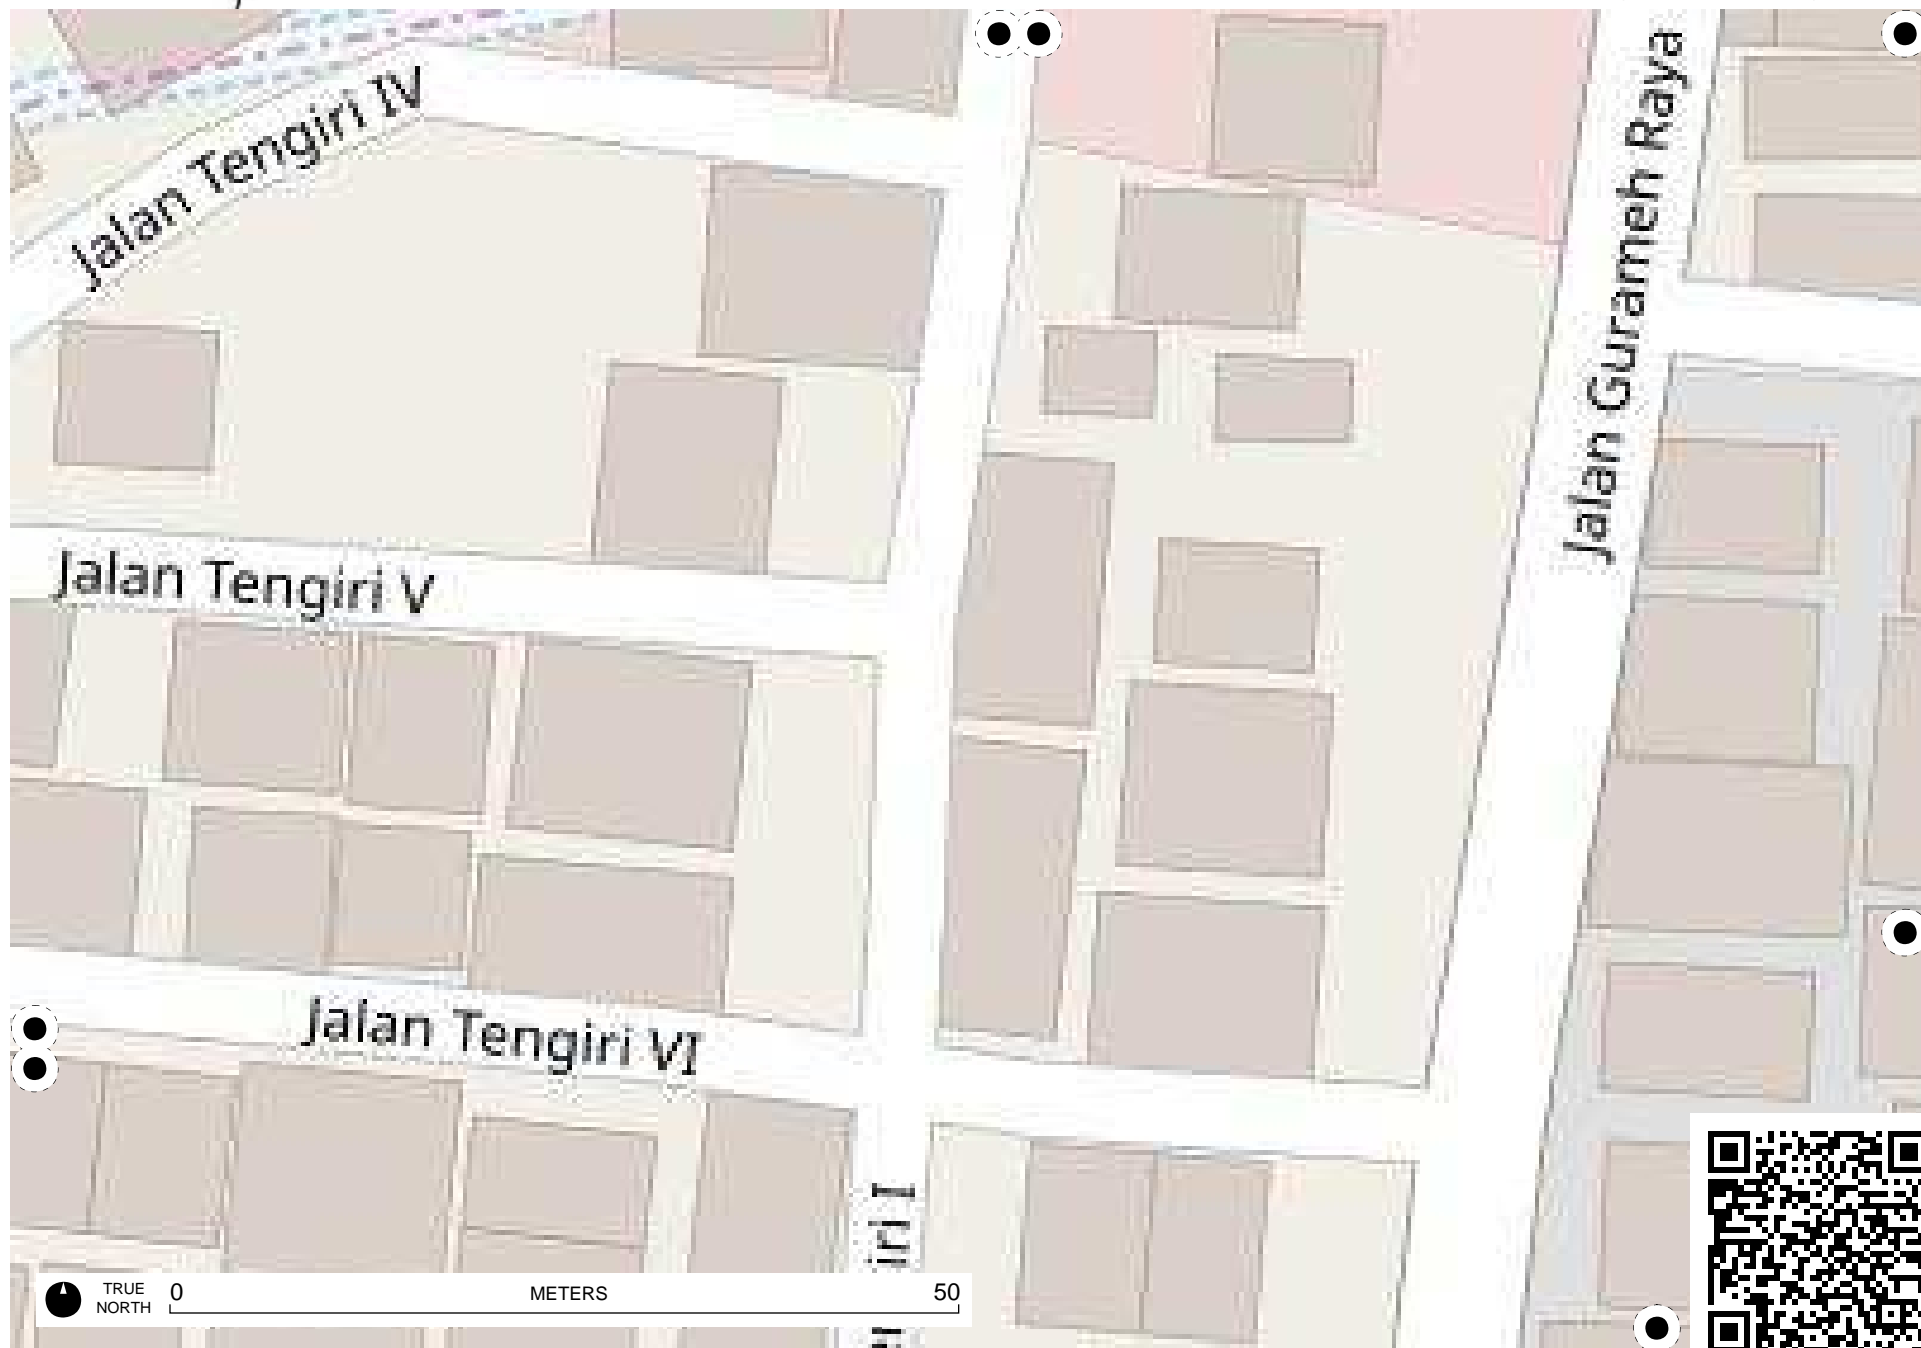 Jalan Tengiri IV
Jalan Gurameh Raya
Jalan Tengiri V
Jalan Tengiri VI
TRUE NORTH
0 METERS 50